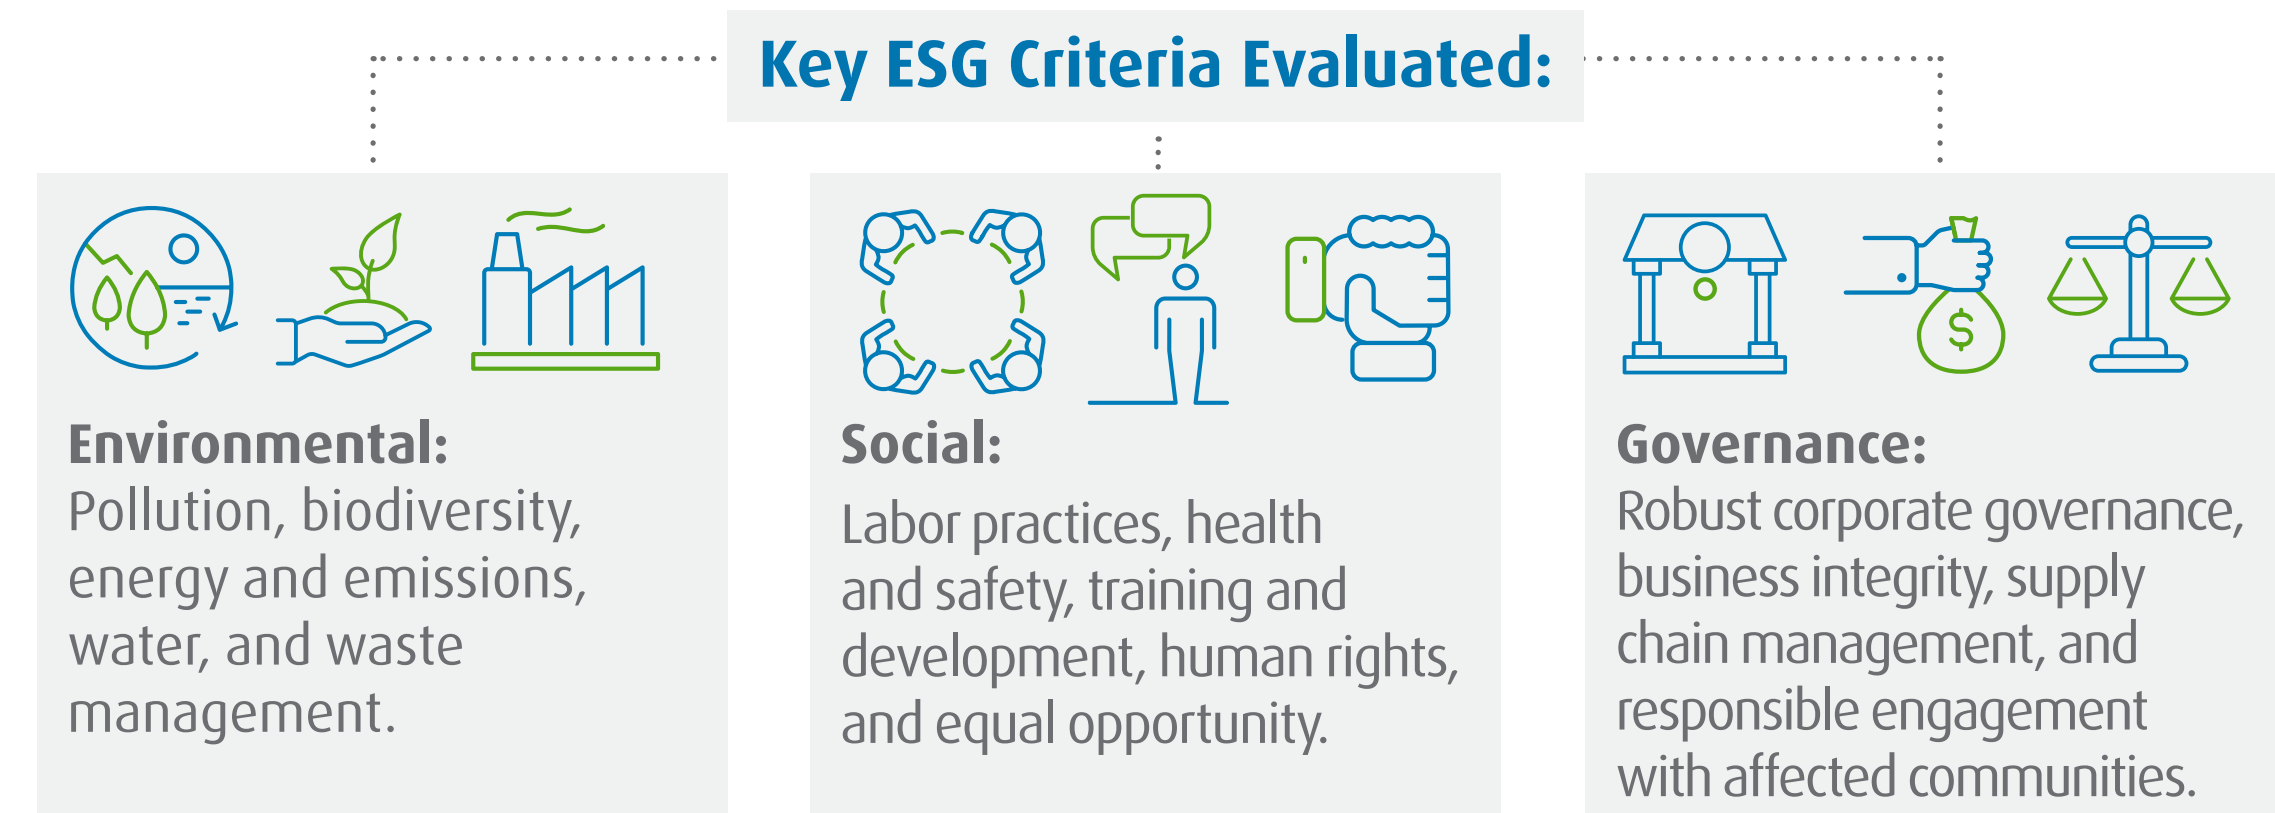 Key ESG Criteria Evaluated:
Environmental:
Pollution, biodiversity,
energy and emissions,
water, and waste
management.
Social:
Labor practices, health
and safety, training and
development, human rights,
and equal opportunity.
$
Governance:
Robust corporate governance,
business integrity, supply
chain management, and
responsible engagement
with affected communities.